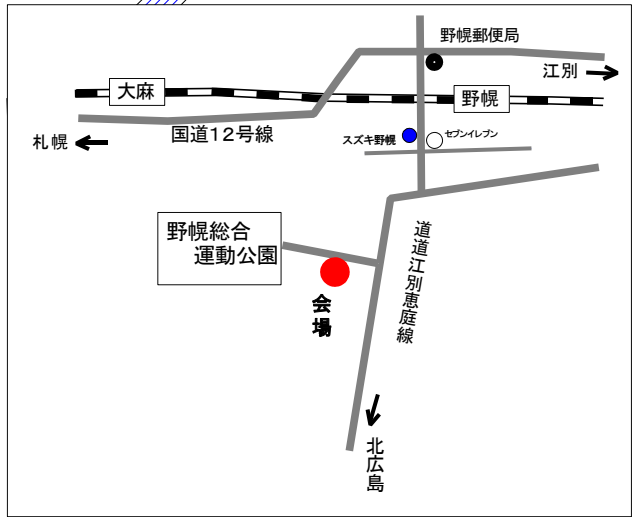 野幌郵便局
江別
大麻
野幌
国道12号線
札幌
スズキ野幌
セブンイレブン
野幌総合
運動公園
道道江別恵庭線
会場
北広島